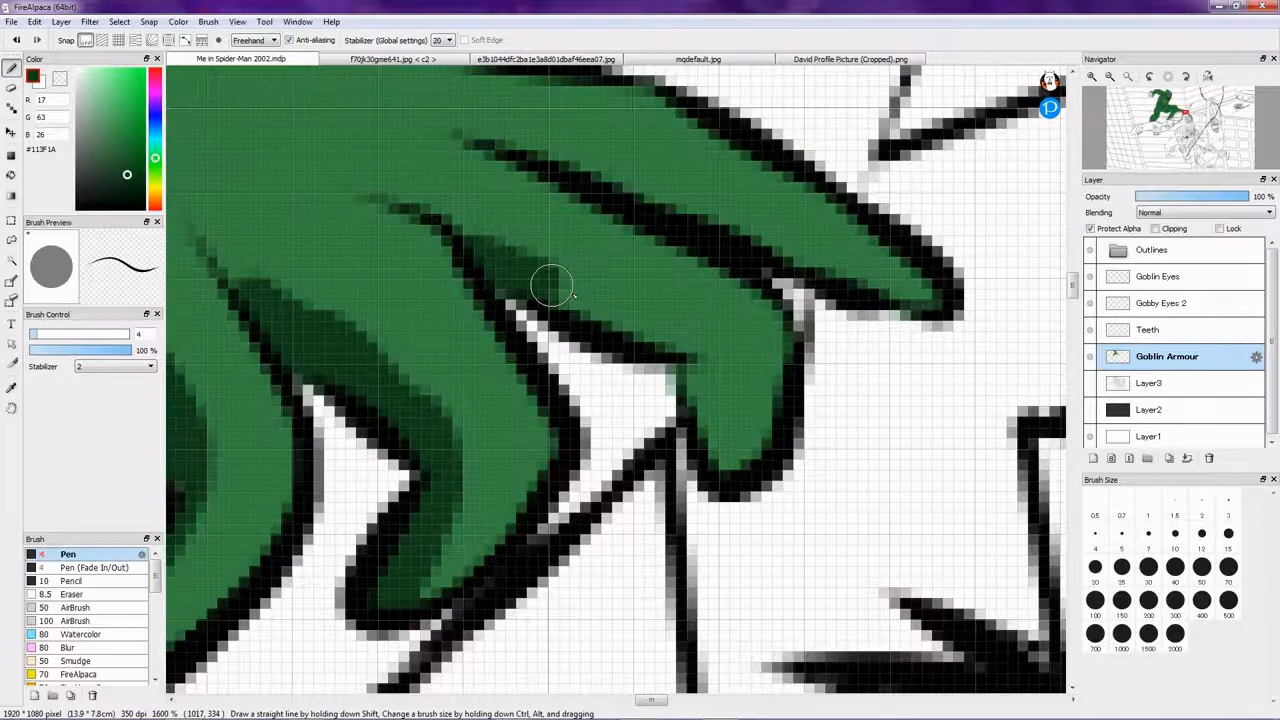 FireAlpaca (64bit)
File Edit Layer Filters Select Snap Color Brush View Tool Window Help
Snap off Freehand Anti-aliasing Stabilizer (Global settings) 20 Soft Edge
Me in Spider-Man 2002.mdp f70jk30gme641.jpg < c2 > e3b1044dfc2ba1e3a8d01dbaf46eea07.jpg mqdefault.jpg David Profile Picture (Cropped).png
Color
R 17
G 63
B 26
#113F1A
Brush Preview
Brush Control
4
100 %
Stabilizer 2
Brush
4 Pen
4 Pen (Fade In/Out)
10 Pencil
8.5 Eraser
50 AirBrush
100 AirBrush
80 Watercolor
80 Blur
50 Smudge
70 FireAlpaca
Navigator
Layer
Opacity 100 %
Blending Normal
Protect Alpha Clipping Lock
Outlines
Goblin Eyes
Gobby Eyes 2
Teeth
Goblin Armour
Layer3
Layer2
Layer1
Brush Size
0.5 0.7 1 1.5 2 3
4 5 7 10 12 15
20 25 30 40 50 70
100 150 200 300 400 500
700 1000 1500 2000
1920 * 1080 pixel (13.9 * 7.8cm) 350 dpi 1600 % ( 1017, 334 ) Draw a straight line by holding down Shift, Change a brush size by holding down Ctrl, Alt, and dragging